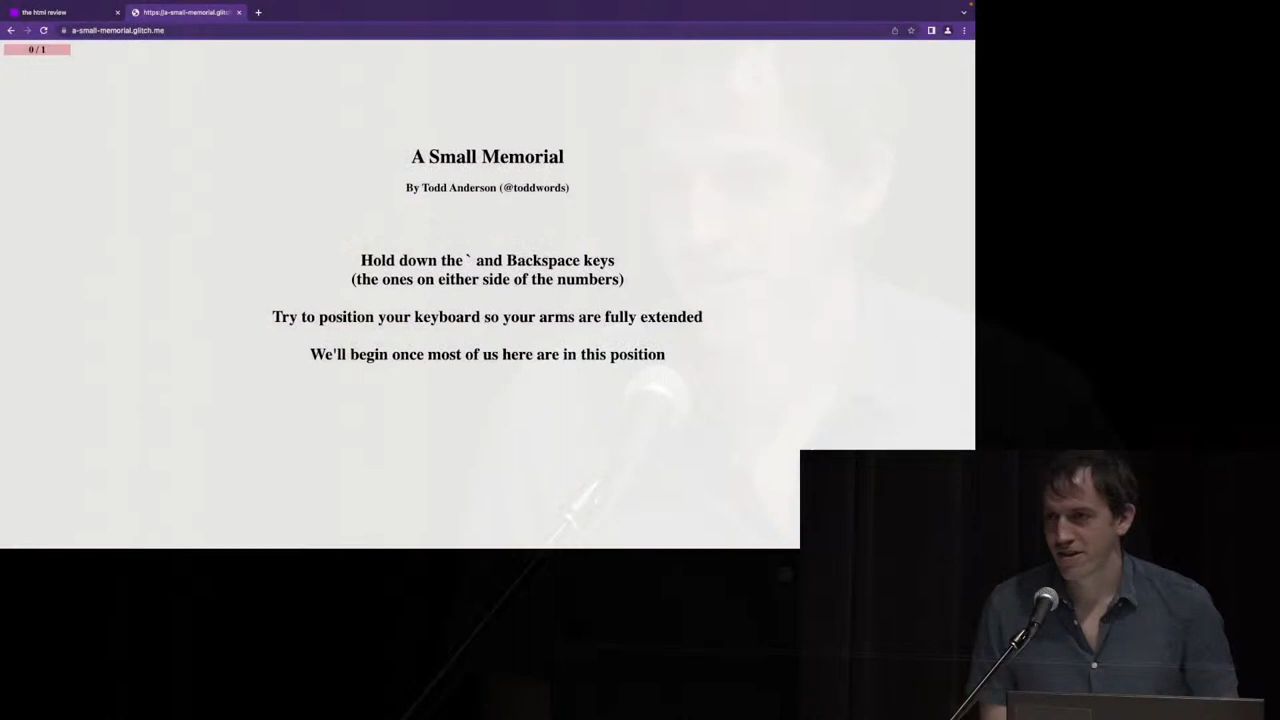 the html review
https://a-small-memorial.glitc
a-small-memorial.glitch.me
0 / 1
A Small Memorial
By Todd Anderson (@toddwords)
Hold down the ` and Backspace keys
(the ones on either side of the numbers)
Try to position your keyboard so your arms are fully extended
We'll begin once most of us here are in this position